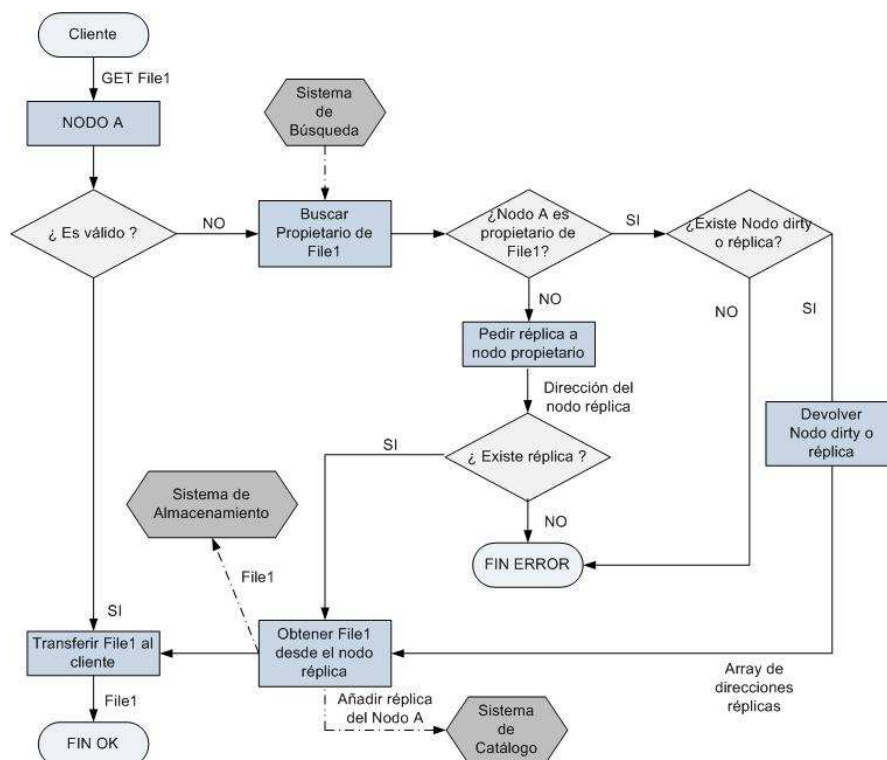 Cliente
GET File1
NODO A
Sistema
de
Búsqueda
¿ Es válido ?
NO
Buscar
Propietario de
File1
¿Nodo A es
propietario de
File1?
SI
¿Existe Nodo dirty
o réplica?
NO
NO
SI
Pedir réplica a
nodo propietario
Dirección del
nodo réplica
Devolver
Nodo dirty o
réplica
SI
¿ Existe réplica ?
Sistema de
Almacenamiento
NO
FIN ERROR
File1
SI
Transferir File1 al
cliente
Obtener File1
desde el nodo
réplica
Array de
direcciones
réplicas
File1
Añadir réplica
del Nodo A
Sistema
de
Catálogo
FIN OK